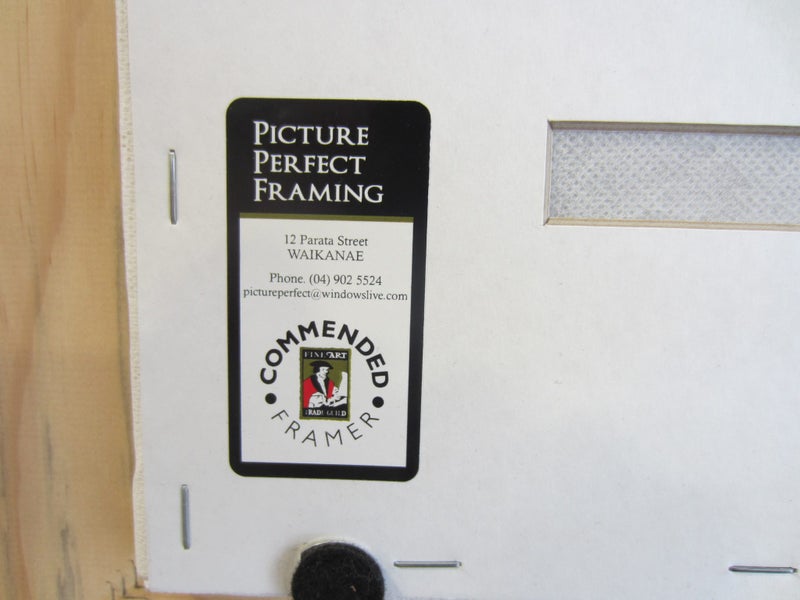 PICTURE
PERFECT
FRAMING
12 Parata Street
WAIKANAE
Phone. (04) 902 5524
pictureperfect@windowslive.com
COMMENDED
FINE ART
TRADE GUILD
FRAMER